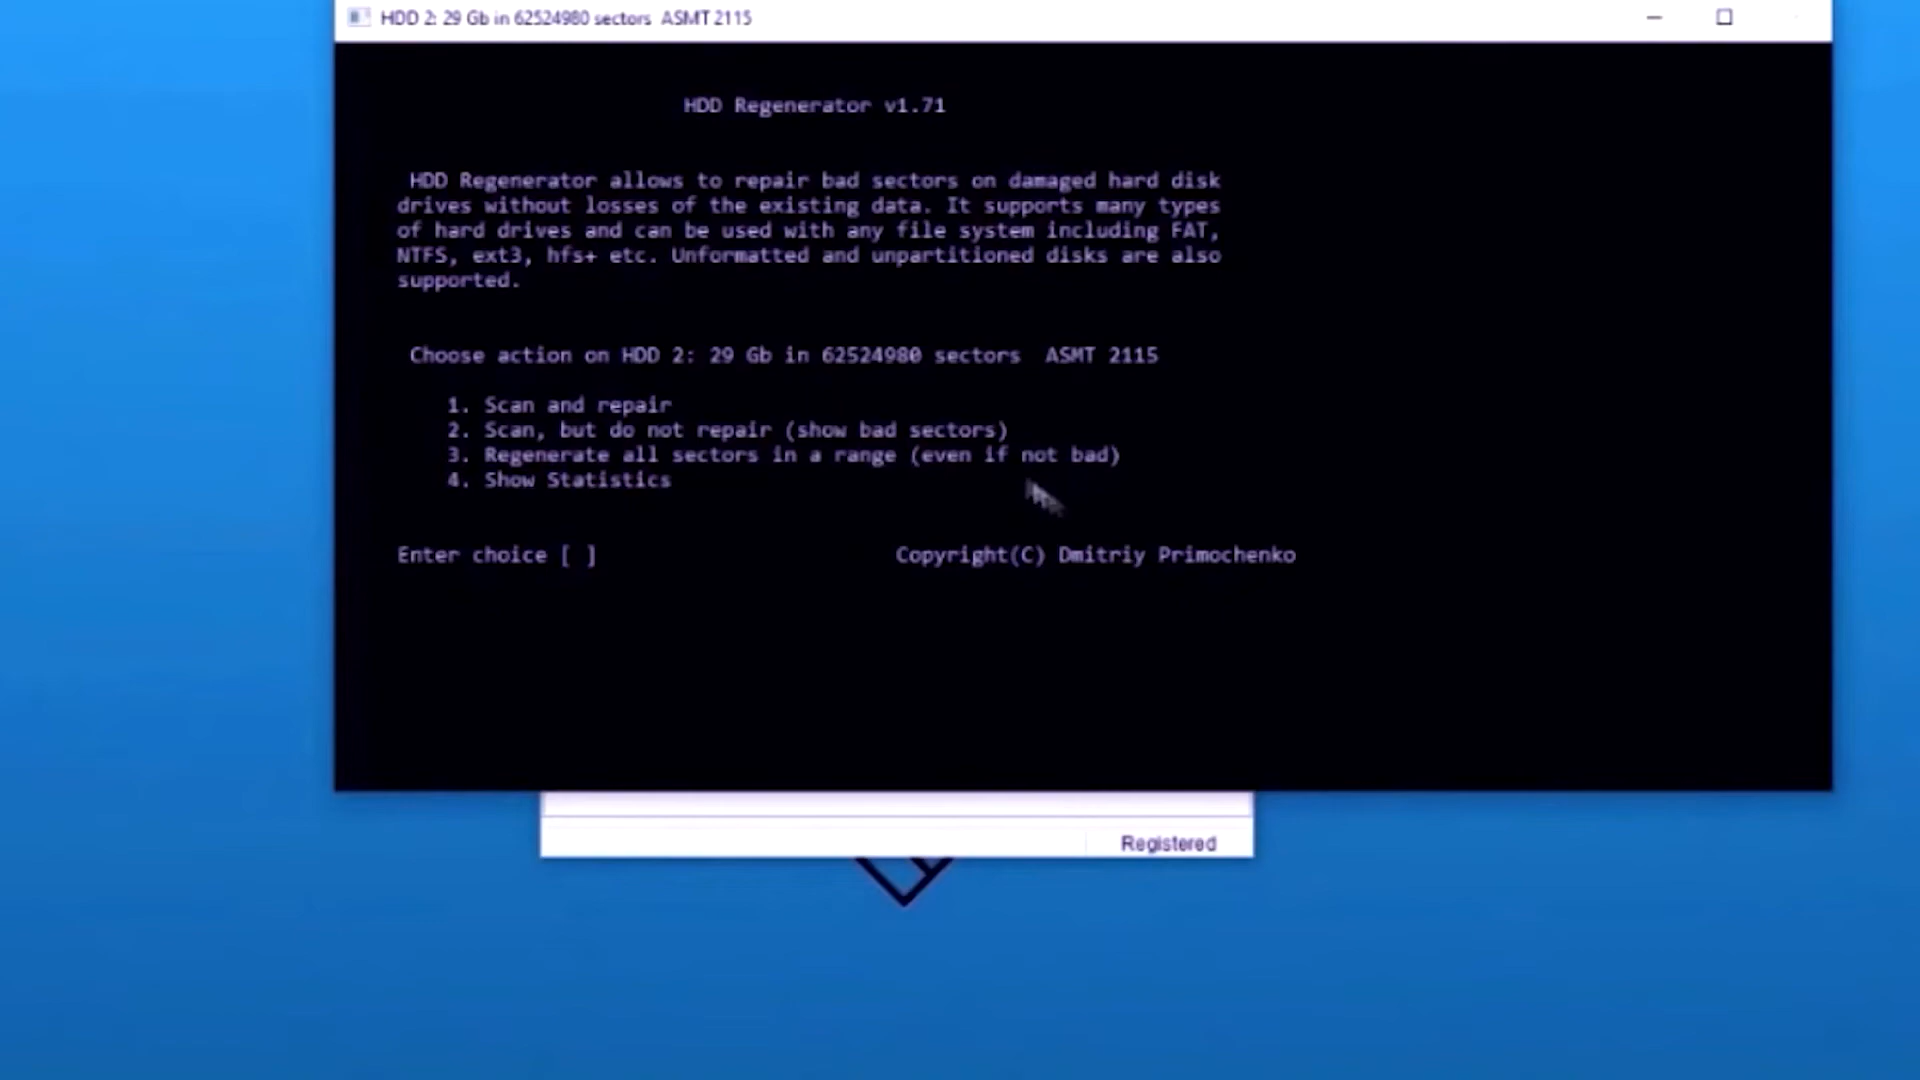 HDD 2: 29 Gb in 62524980 sectors ASMT 2115
HDD Regenerator v1.71
HDD Regenerator allows to repair bad sectors on damaged hard disk
drives without losses of the existing data. It supports many types
of hard drives and can be used with any file system including FAT,
NTFS, ext3, hfs+ etc. Unformatted and unpartitioned disks are also
supported.
Choose action on HDD 2: 29 Gb in 62524980 sectors ASMT 2115
1. Scan and repair
2. Scan, but do not repair (show bad sectors)
3. Regenerate all sectors in a range (even if not bad)
4. Show Statistics
Enter choice [ ] Copyright(C) Dmitriy Primochenko
Registered